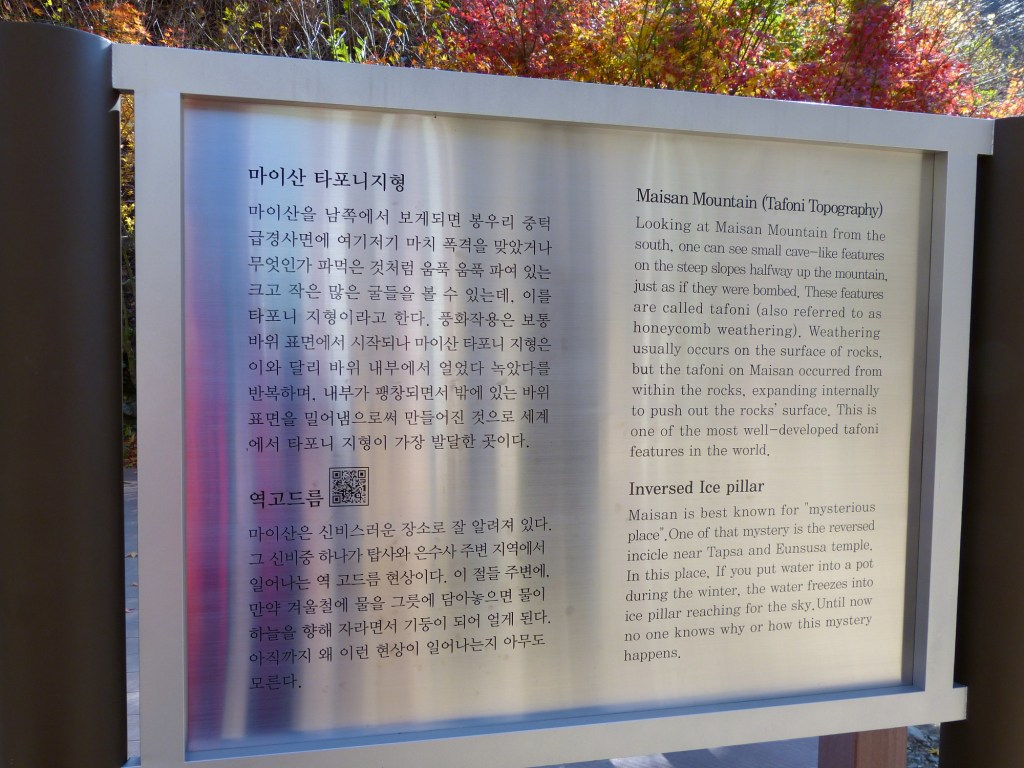 마이산 타포니지형
마이산을 남쪽에서 보게되면 봉우리 중턱
급경사면에 여기저기 마치 폭격을 맞았거나
무엇인가 파먹은 것처럼 움푹 움푹 파여 있는
크고 작은 많은 굴들을 볼 수 있는데, 이를
타포니 지형이라고 한다. 풍화작용은 보통
바위 표면에서 시작되나 마이산 타포니 지형은
이와 달리 바위 내부에서 얼었다 녹았다를
반복하며, 내부가 팽창되면서 밖에 있는 바위
표면을 밀어냄으로써 만들어진 것으로 세계
에서 타포니 지형이 가장 발달한 곳이다.
역고드름
마이산은 신비스러운 장소로 잘 알려져 있다.
그 신비중 하나가 탑사와 은수사 주변 지역에서
일어나는 역 고드름 현상이다. 이 절들 주변에,
만약 겨울철에 물을 그릇에 담아놓으면 물이
하늘을 향해 자라면서 기둥이 되어 얼게 된다.
아직까지 왜 이런 현상이 일어나는지 아무도
모른다.
Maisan Mountain (Tafoni Topography)
Looking at Maisan Mountain from the
south, one can see small cave-like features
on the steep slopes halfway up the mountain,
just as if they were bombed. These features
are called tafoni (also referred to as
honeycomb weathering). Weathering
usually occurs on the surface of rocks,
but the tafoni on Maisan occurred from
within the rocks, expanding internally
to push out the rocks' surface. This is
one of the most well-developed tafoni
features in the world.
Inversed Ice pillar
Maisan is best known for "mysterious
place".One of that mystery is the reversed
incicle near Tapsa and Eunsusa temple.
In this place, If you put water into a pot
during the winter, the water freezes into
ice pillar reaching for the sky.Until now
no one knows why or how this mystery
happens.